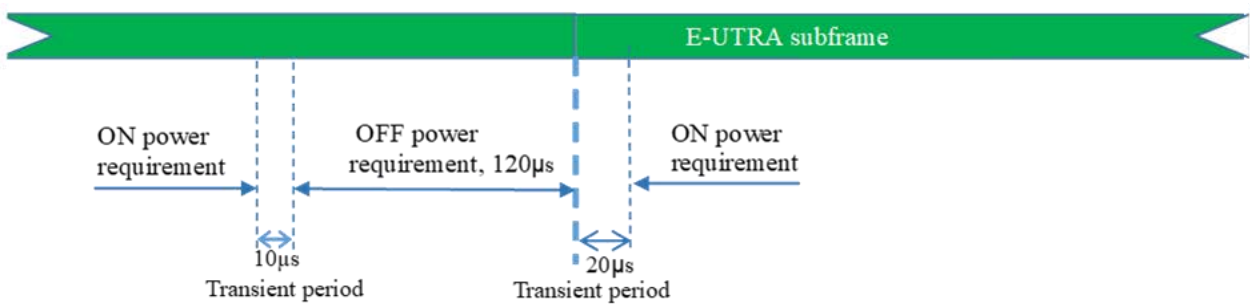 E-UTRA subframe
ON power
requirement
OFF power
requirement, 120μs
ON power
requirement
10μs
Transient period
20μs
Transient period